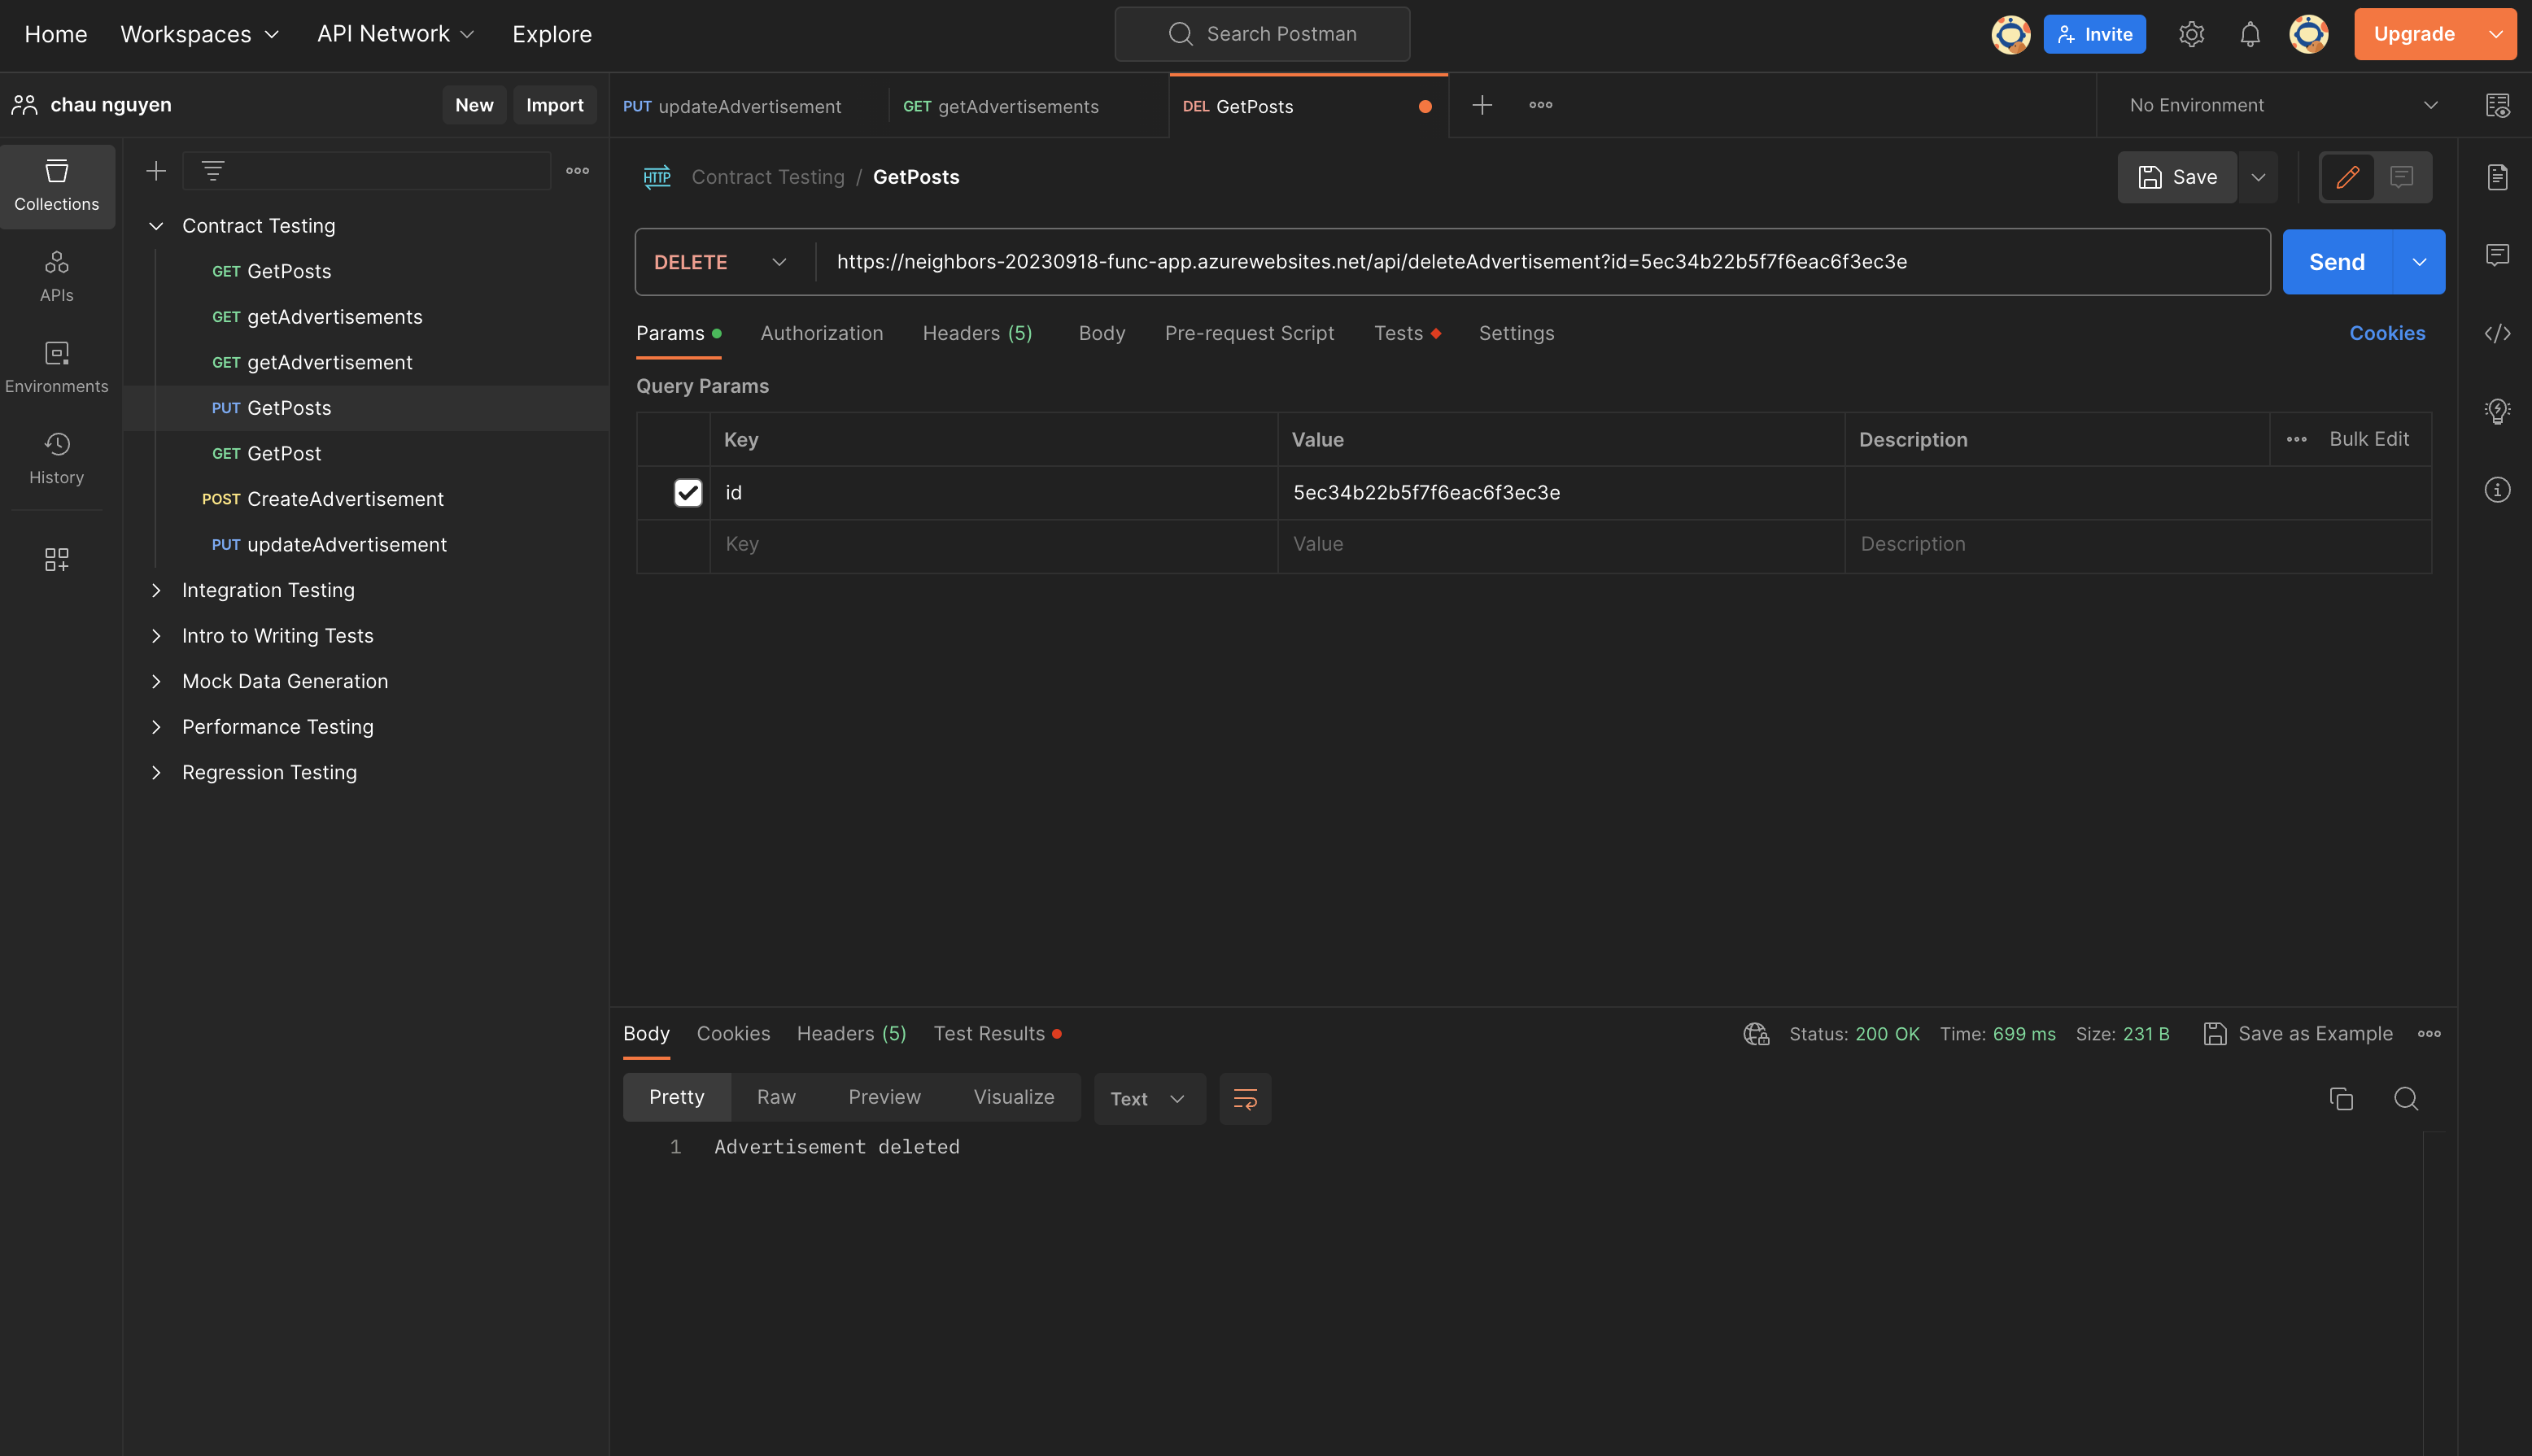 Home Workspaces API Network Explore Search Postman Invite Upgrade
chau nguyen New Import PUT updateAdvertisement GET getAdvertisements DEL GetPosts No Environment
Collections
APIs
Environments
History
Contract Testing
GET GetPosts
GET getAdvertisements
GET getAdvertisement
PUT GetPosts
GET GetPost
POST CreateAdvertisement
PUT updateAdvertisement
Integration Testing
Intro to Writing Tests
Mock Data Generation
Performance Testing
Regression Testing
HTTP Contract Testing / GetPosts Save
DELETE https://neighbors-20230918-func-app.azurewebsites.net/api/deleteAdvertisement?id=5ec34b22b5f7f6eac6f3ec3e Send
Params Authorization Headers (5) Body Pre-request Script Tests Settings Cookies
Query Params
Key Value Description Bulk Edit
id 5ec34b22b5f7f6eac6f3ec3e
Key Value Description
Body Cookies Headers (5) Test Results Status: 200 OK Time: 699 ms Size: 231 B Save as Example
Pretty Raw Preview Visualize Text
1 Advertisement deleted